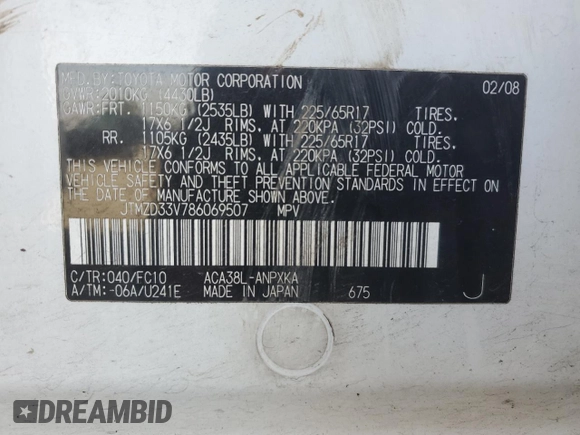 MFD.BY:TOYOTA MOTOR CORPORATION 02/08
GVWR:2010KG (4430LB)
GAWR:FRT. 1150KG (2535LB) WITH 225/65R17 TIRES.
17X6 1/2J RIMS, AT 220KPA (32PSI) COLD.
RR. 1105KG (2435LB) WITH 225/65R17 TIRES.
17X6 1/2J RIMS, AT 220KPA (32PSI) COLD.
THIS VEHICLE CONFORMS TO ALL APPLICABLE FEDERAL MOTOR
VEHICLE SAFETY AND BUMPER STANDARDS IN EFFECT ON
THE DATE OF MANUFACTURE SHOWN ABOVE.
JTMZD33V786069507 MPV
C/TR:040/FC10 ACA38L-ANPXKA
A/TM:-06A/U241E MADE IN JAPAN 675 J
DREAMBID